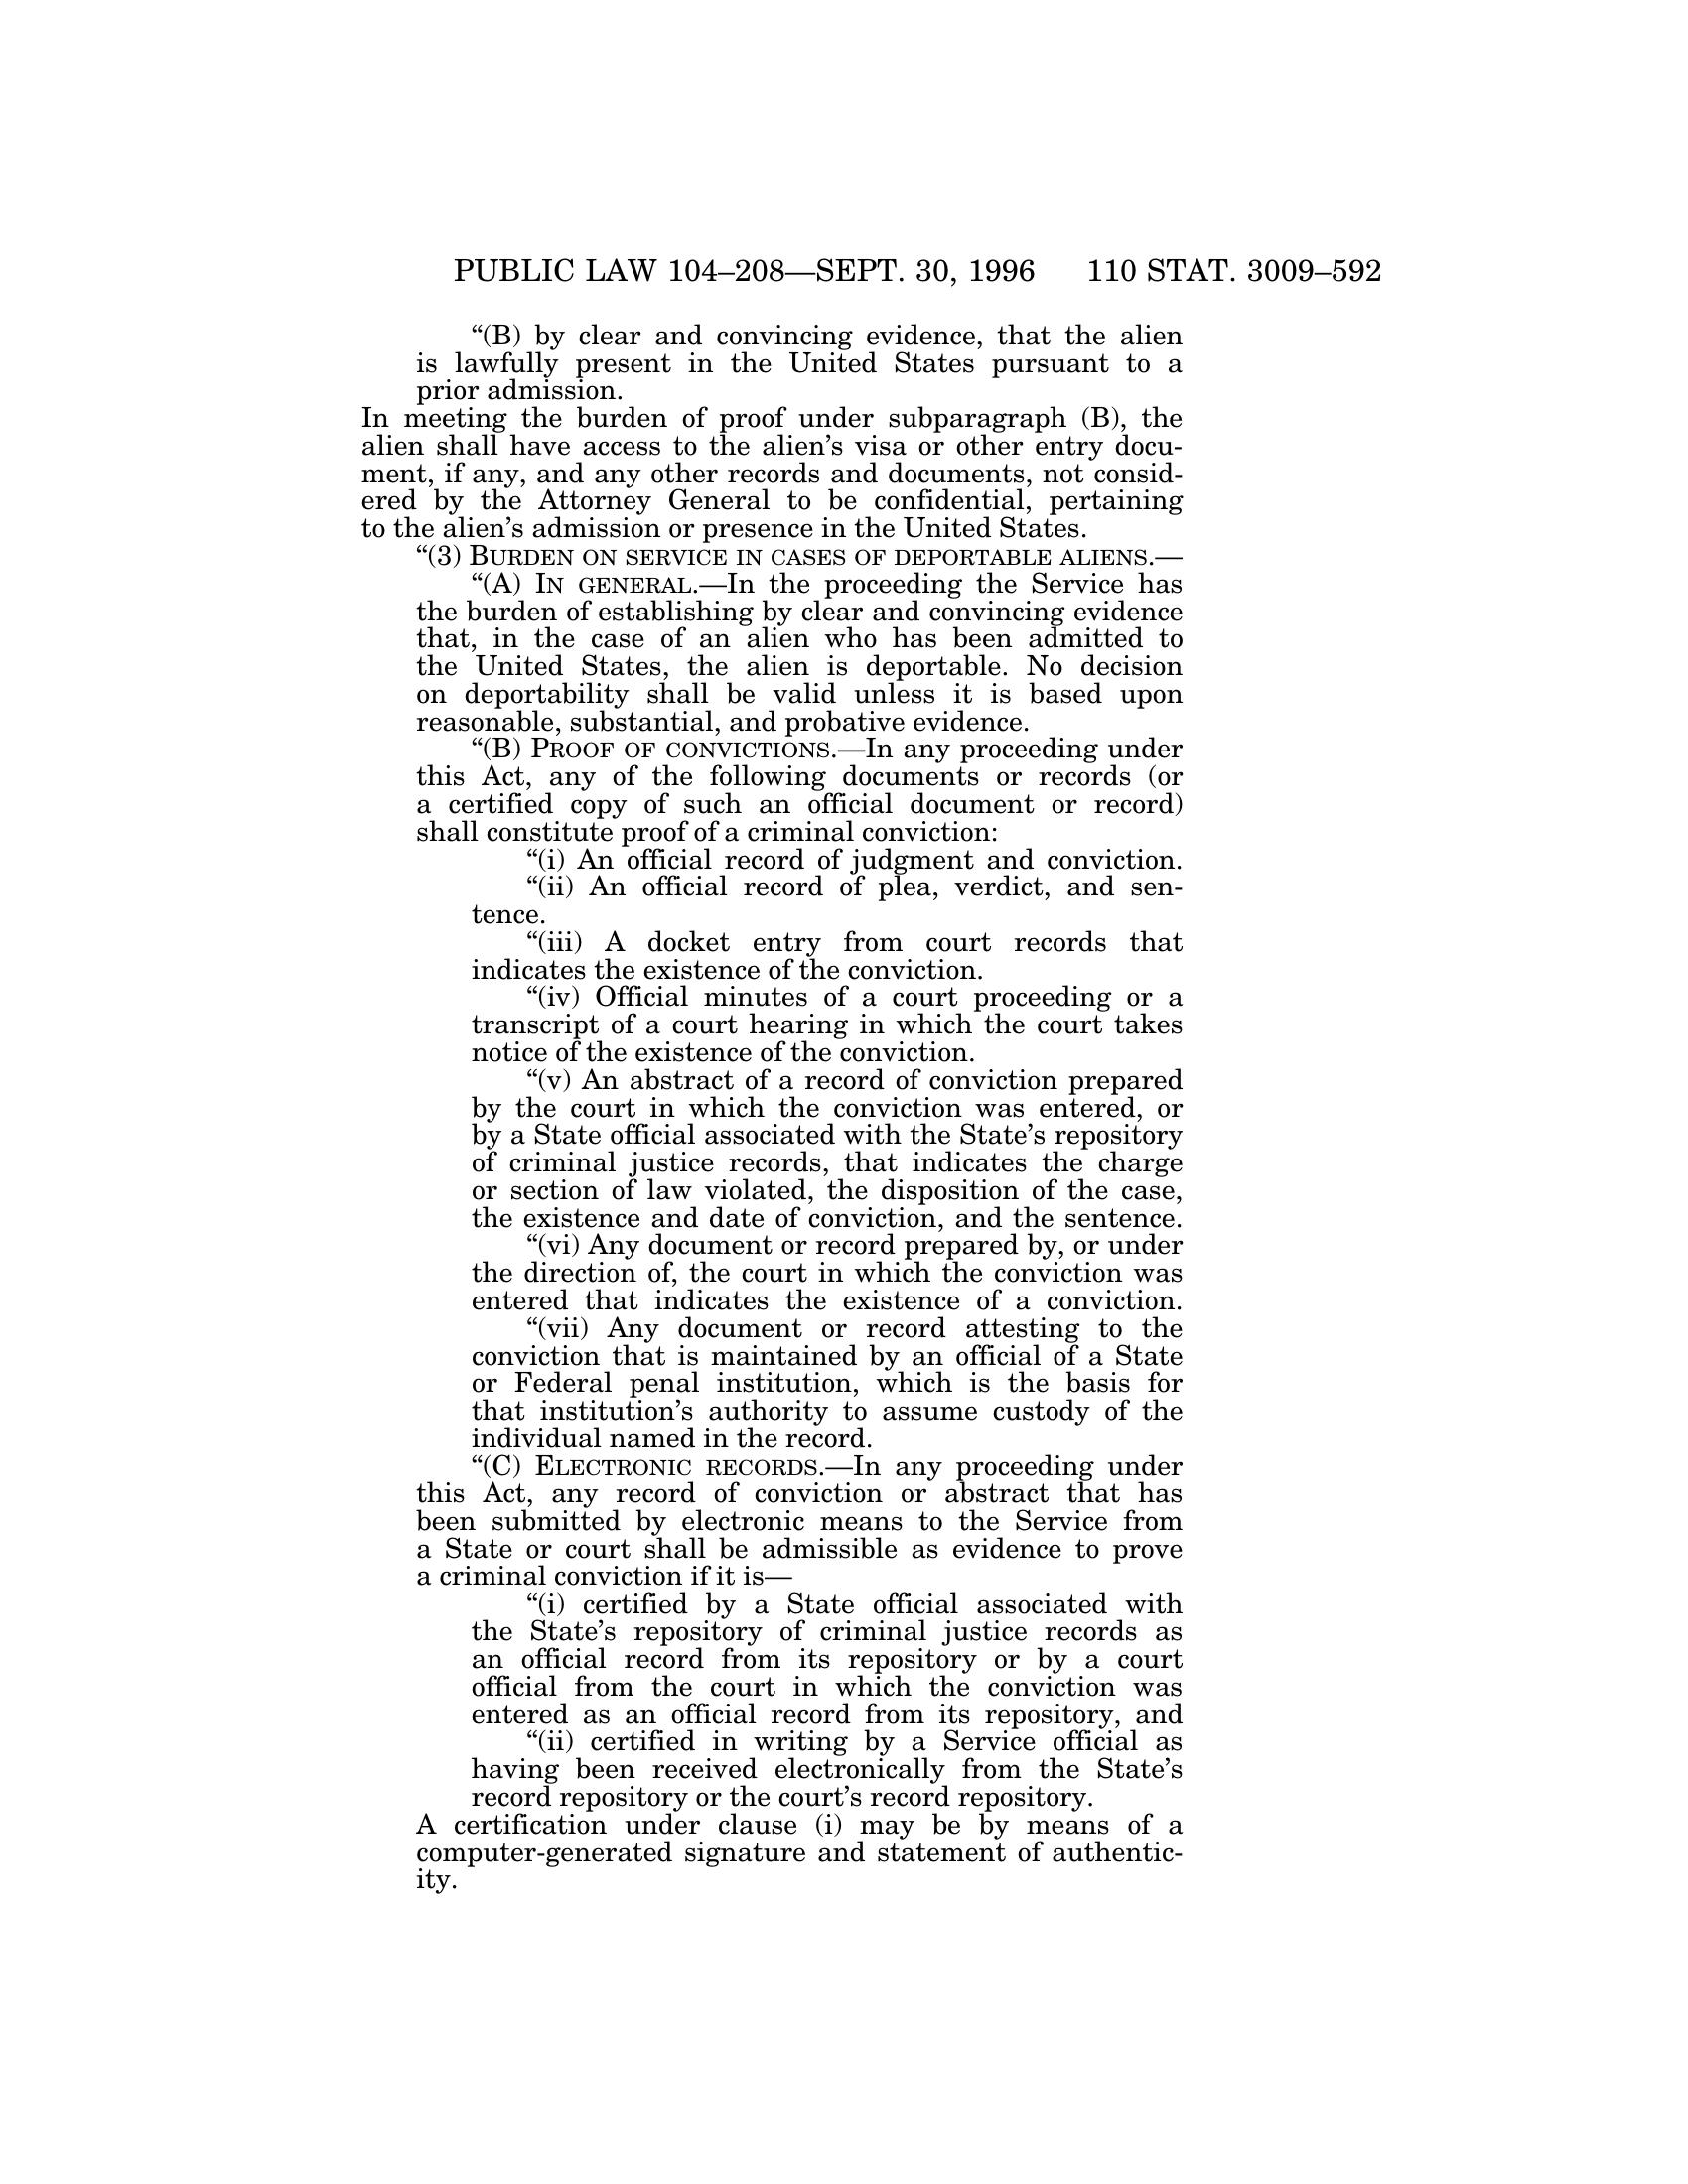 PUBLIC LAW 104–208—SEPT. 30, 1996 110 STAT. 3009–592
“(B) by clear and convincing evidence, that the alien
is lawfully present in the United States pursuant to a
prior admission.
In meeting the burden of proof under subparagraph (B), the
alien shall have access to the alien’s visa or other entry docu-
ment, if any, and any other records and documents, not consid-
ered by the Attorney General to be confidential, pertaining
to the alien’s admission or presence in the United States.
“(3) BURDEN ON SERVICE IN CASES OF DEPORTABLE ALIENS.—
“(A) IN GENERAL.—In the proceeding the Service has
the burden of establishing by clear and convincing evidence
that, in the case of an alien who has been admitted to
the United States, the alien is deportable. No decision
on deportability shall be valid unless it is based upon
reasonable, substantial, and probative evidence.
“(B) PROOF OF CONVICTIONS.—In any proceeding under
this Act, any of the following documents or records (or
a certified copy of such an official document or record)
shall constitute proof of a criminal conviction:
“(i) An official record of judgment and conviction.
“(ii) An official record of plea, verdict, and sen-
tence.
“(iii) A docket entry from court records that
indicates the existence of the conviction.
“(iv) Official minutes of a court proceeding or a
transcript of a court hearing in which the court takes
notice of the existence of the conviction.
“(v) An abstract of a record of conviction prepared
by the court in which the conviction was entered, or
by a State official associated with the State’s repository
of criminal justice records, that indicates the charge
or section of law violated, the disposition of the case,
the existence and date of conviction, and the sentence.
“(vi) Any document or record prepared by, or under
the direction of, the court in which the conviction was
entered that indicates the existence of a conviction.
“(vii) Any document or record attesting to the
conviction that is maintained by an official of a State
or Federal penal institution, which is the basis for
that institution’s authority to assume custody of the
individual named in the record.
“(C) ELECTRONIC RECORDS.—In any proceeding under
this Act, any record of conviction or abstract that has
been submitted by electronic means to the Service from
a State or court shall be admissible as evidence to prove
a criminal conviction if it is—
“(i) certified by a State official associated with
the State’s repository of criminal justice records as
an official record from its repository or by a court
official from the court in which the conviction was
entered as an official record from its repository, and
“(ii) certified in writing by a Service official as
having been received electronically from the State’s
record repository or the court’s record repository.
A certification under clause (i) may be by means of a
computer-generated signature and statement of authentic-
ity.